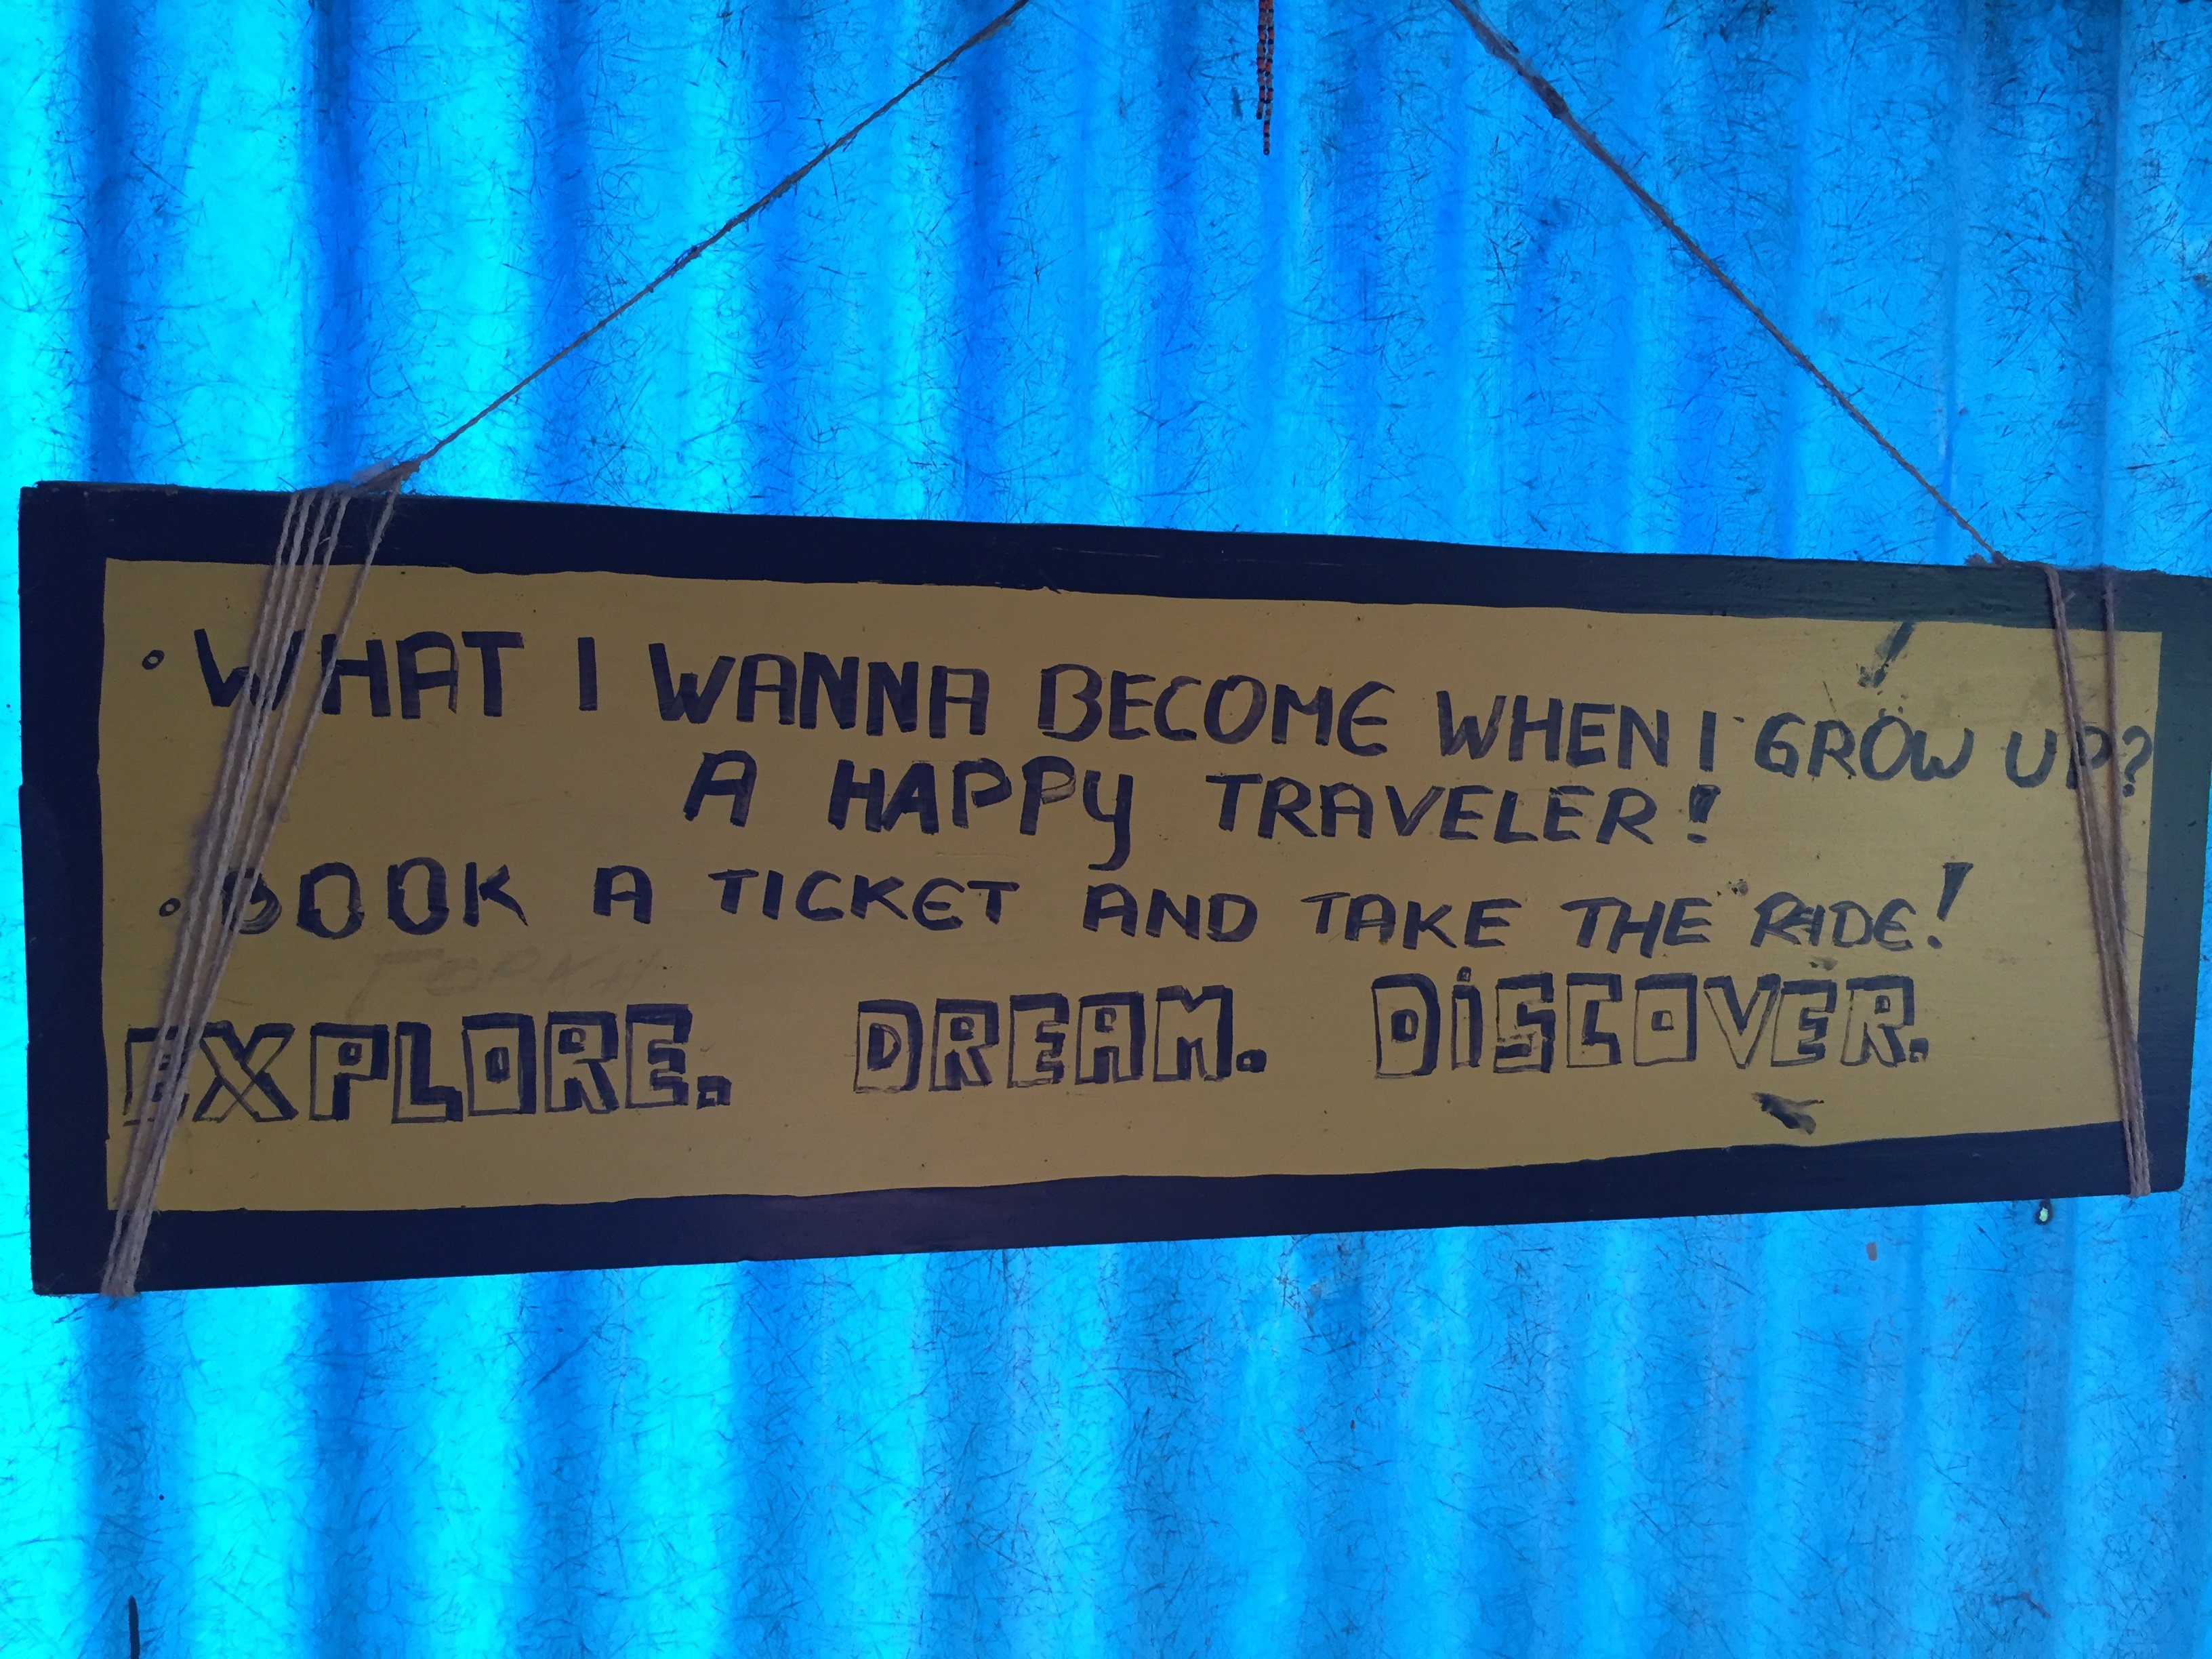 • WHAT I WANNA BECOME WHEN I GROW UP?
A HAPPY TRAVELER!
• BOOK A TICKET AND TAKE THE RIDE!
EXPLORE. DREAM. DISCOVER.